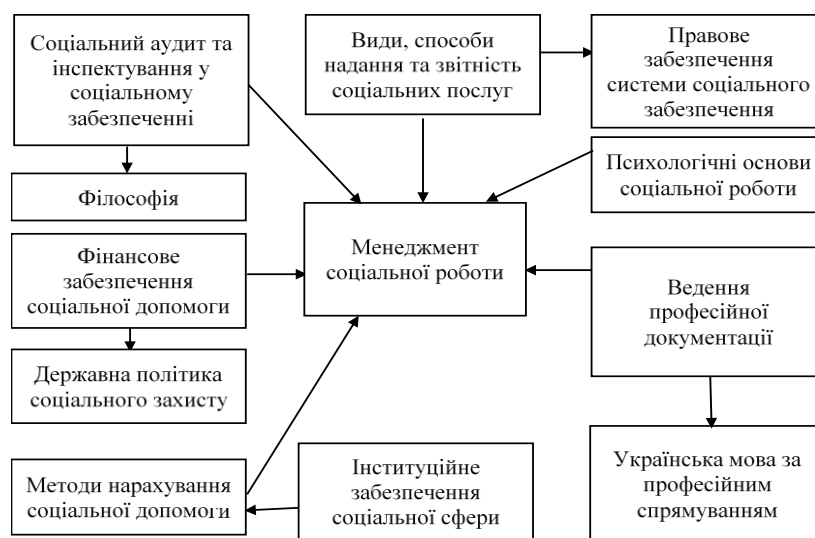 Соціальний аудит та
інспектування у
соціальному
забезпеченні
Види, способи
надання та звітність
соціальних послуг
Правове
забезпечення
системи соціального
забезпечення
Психологічні основи
соціальної роботи
Філософія
Фінансове
забезпечення
соціальної допомоги
Менеджмент
соціальної роботи
Ведення
професійної
документації
Державна політика
соціального захисту
Методи нарахування
соціальної допомоги
Інституційне
забезпечення
соціальної сфери
Українська мова за
професійним
спрямуванням